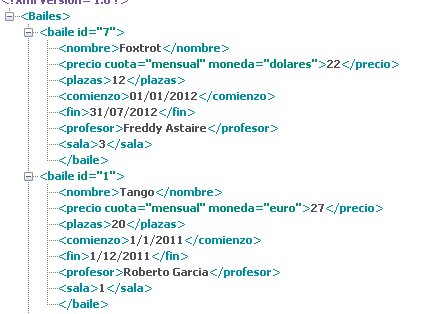 <?xml version="1.0"?>
<Bailes>
<baile id="7">
<nombre>Foxtrot</nombre>
<precio cuota="mensual" moneda="dolares">22</precio>
<plazas>12</plazas>
<comienzo>01/01/2012</comienzo>
<fin>31/07/2012</fin>
<profesor>Freddy Astaire</profesor>
<sala>3</sala>
</baile>
<baile id="1">
<nombre>Tango</nombre>
<precio cuota="mensual" moneda="euro">27</precio>
<plazas>20</plazas>
<comienzo>1/1/2011</comienzo>
<fin>1/12/2011</fin>
<profesor>Roberto Garcia</profesor>
<sala>1</sala>
</baile>